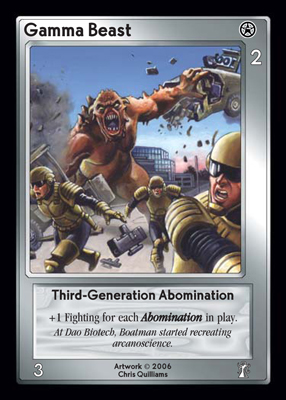 Gamma Beast
2
Third-Generation Abomination
+1 Fighting for each Abomination in play.
At Dao Biotech, Boatman started recreating
arcanoscience.
3
Artwork © 2006
Chris Quilliams